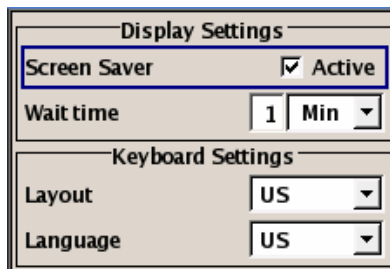 Display Settings
Screen Saver Active
Wait time 1 Min
Keyboard Settings
Layout US
Language US